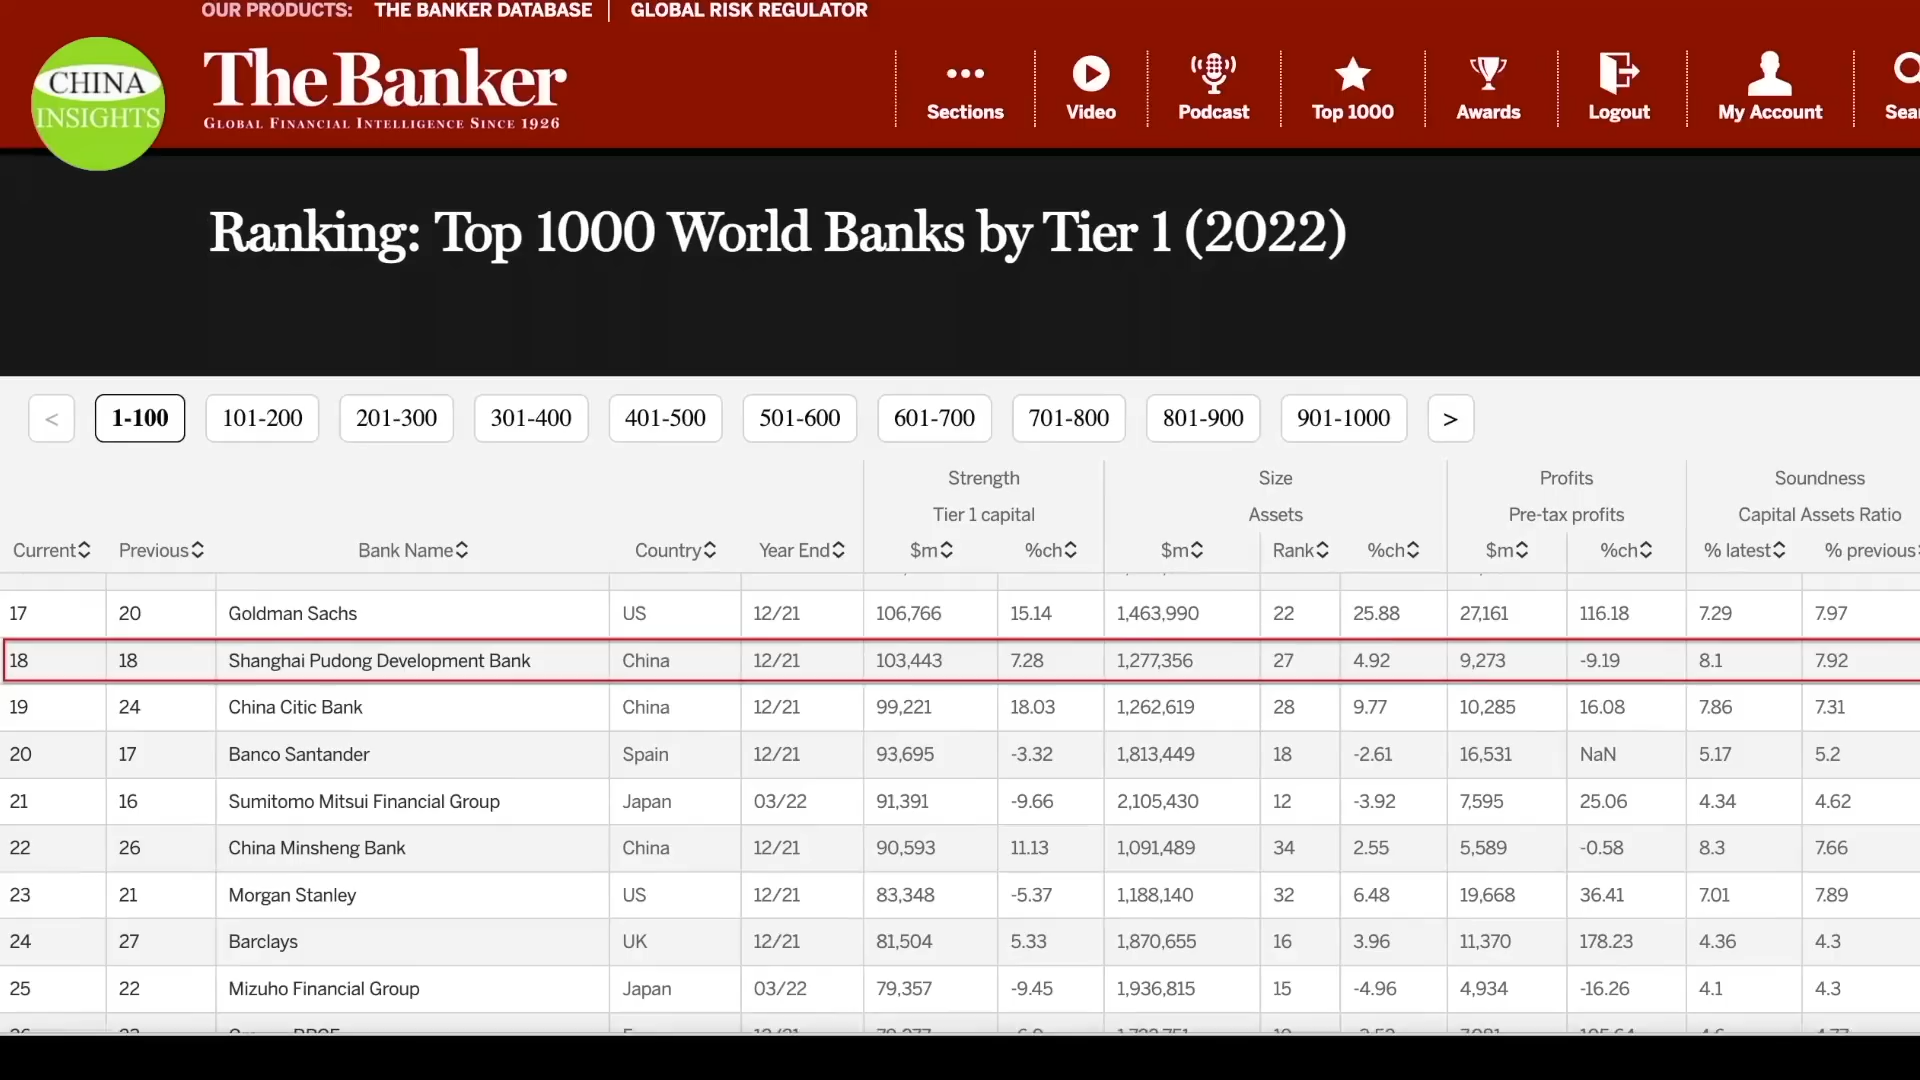 OUR PRODUCTS: THE BANKER DATABASE GLOBAL RISK REGULATOR
CHINA
INSIGHTS
The Banker
GLOBAL FINANCIAL INTELLIGENCE SINCE 1926
Sections Video Podcast Top 1000 Awards Logout My Account
Ranking: Top 1000 World Banks by Tier 1 (2022)
< 1-100 101-200 201-300 301-400 401-500 501-600 601-700 701-800 801-900 901-1000 >
Strength Size Profits Soundness
Tier 1 capital Assets Pre-tax profits Capital Assets Ratio
Current Previous Bank Name Country Year End $m %ch $m Rank %ch $m %ch % latest % previous
17 20 Goldman Sachs US 12/21 106,766 15.14 1,463,990 22 25.88 27,161 116.18 7.29 7.97
18 18 Shanghai Pudong Development Bank China 12/21 103,443 7.28 1,277,356 27 4.92 9,273 -9.19 8.1 7.92
19 24 China Citic Bank China 12/21 99,221 18.03 1,262,619 28 9.77 10,285 16.08 7.86 7.31
20 17 Banco Santander Spain 12/21 93,695 -3.32 1,813,449 18 -2.61 16,531 NaN 5.17 5.2
21 16 Sumitomo Mitsui Financial Group Japan 03/22 91,391 -9.66 2,105,430 12 -3.92 7,595 25.06 4.34 4.62
22 26 China Minsheng Bank China 12/21 90,593 11.13 1,091,489 34 2.55 5,589 -0.58 8.3 7.66
23 21 Morgan Stanley US 12/21 83,348 -5.37 1,188,140 32 6.48 19,668 36.41 7.01 7.89
24 27 Barclays UK 12/21 81,504 5.33 1,870,655 16 3.96 11,370 178.23 4.36 4.3
25 22 Mizuho Financial Group Japan 03/22 79,357 -9.45 1,936,815 15 -4.96 4,934 -16.26 4.1 4.3